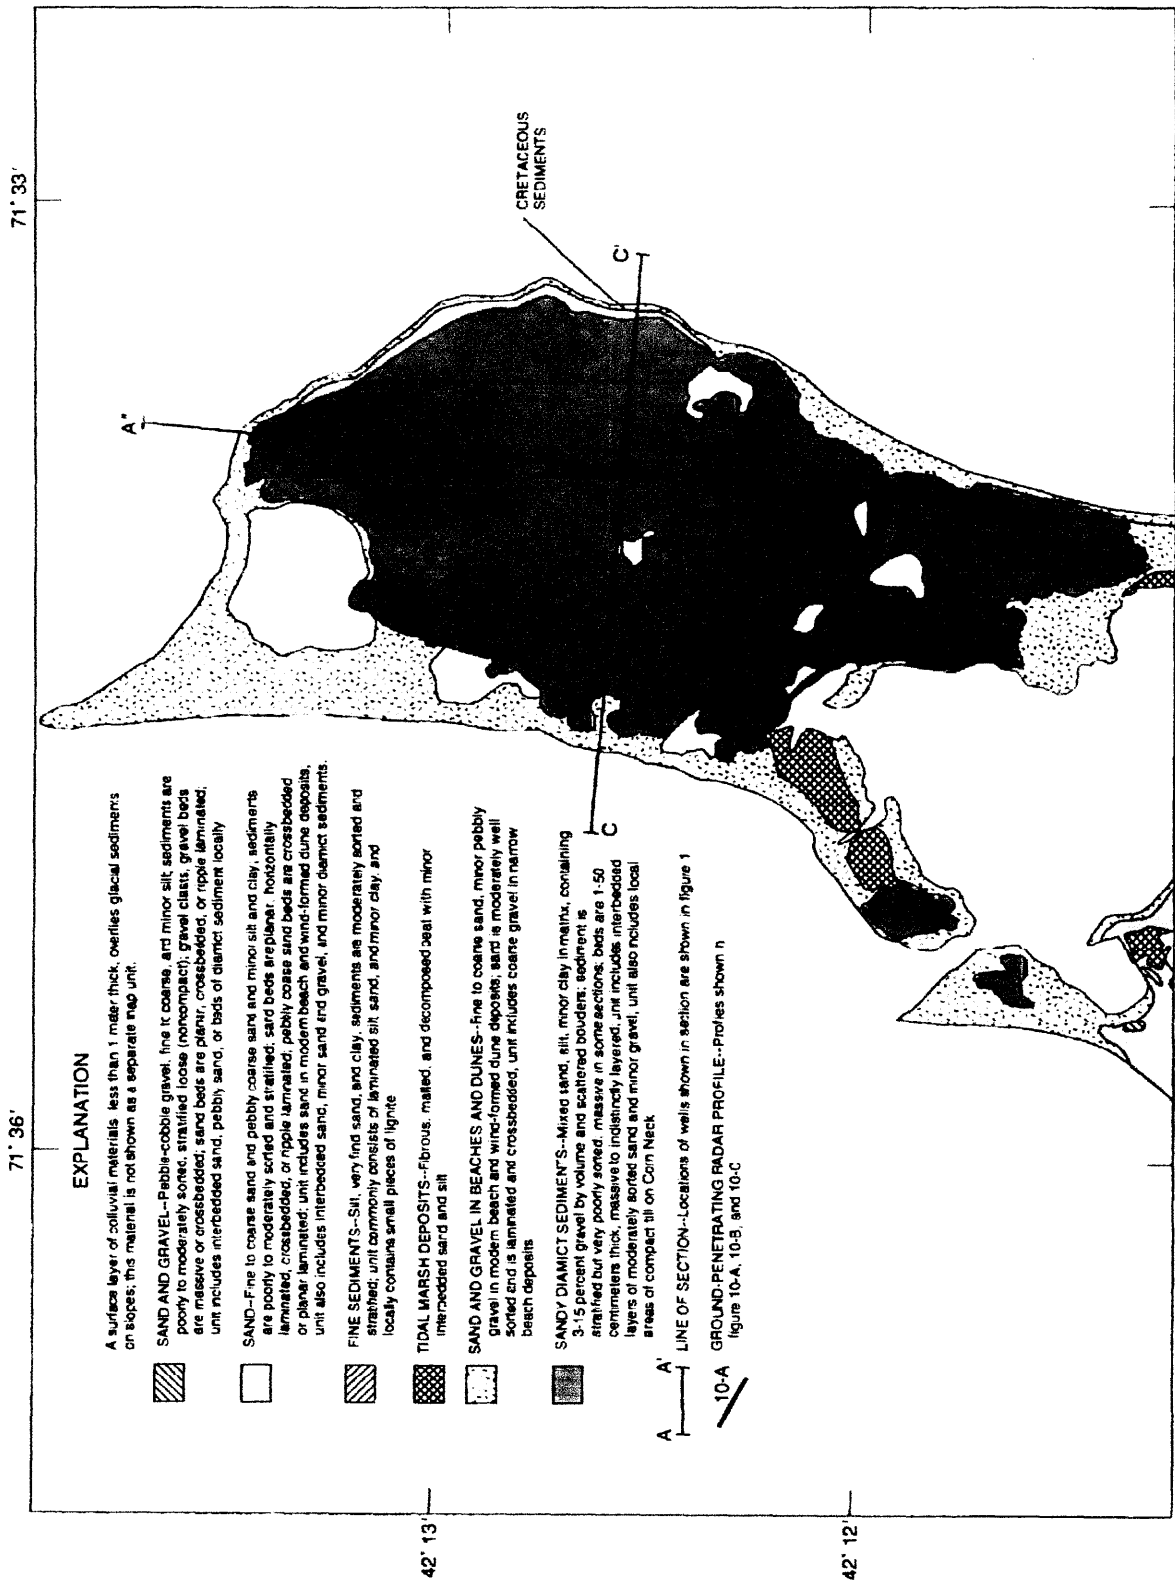 EXPLANATION
A surface layer of colluvial materials, less than 1 meter thick, overlies glacial sediments
on slopes; this material is not shown as a separate map unit.
SAND AND GRAVEL--Pebble-cobble gravel, fine to coarse, and minor silt; sediments are
poorly to moderately sorted, stratified loose (noncompact); gravel clasts, gravel beds
are massive or crossbedded; sand beds are planar, crossbedded, or ripple laminated;
unit includes interbedded sand, pebbly sand, or beds of diamict sediment locally
SAND--Fine to coarse sand and pebbly coarse sand and minor silt and clay, sediments
are poorly to moderately sorted and stratified; sand beds are planar, horizontally
laminated, crossbedded, or ripple laminated; pebbly coarse sand beds are crossbedded
or planar laminated; unit includes sand in modern beach and wind-formed dune deposits,
unit also includes interbedded sand, minor sand and gravel, and minor diamict sediments.
FINE SEDIMENTS--Silt, very find sand, and clay, sediments are moderately sorted and
stratified; unit commonly consists of laminated silt, sand, and minor clay, and
locally contains small pieces of lignite
TIDAL MARSH DEPOSITS--Fibrous, matted, and decomposed peat with minor
interbedded sand and silt
SAND AND GRAVEL IN BEACHES AND DUNES--Fine to coarse sand, minor pebbly
gravel in modern beach and wind-formed dune deposits; sand is moderately well
sorted and is laminated and crossbedded, unit includes coarse gravel in narrow
beach deposits
SANDY DIAMICT SEDIMENTS--Mixed sand, silt, minor clay in matrix, containing
3-15 percent gravel by volume and scattered bouders; sediment is
stratified but very poorly sorted, massive in some sections; beds are 1-50
centimeters thick, massive to indistinctly layered, unit includes interbedded
layers of moderately sorted sand and minor gravel, unit also includes local
areas of compact till on Corn Neck
A A' LINE OF SECTION--Locations of wells shown in section are shown in figure 1
10-A GROUND-PENETRATING RADAR PROFILE--Profiles shown n
figure 10-A, 10-B, and 10-C
71° 36'
71° 33'
42° 13'
42° 12'
A"
C
C'
CRETACEOUS
SEDIMENTS